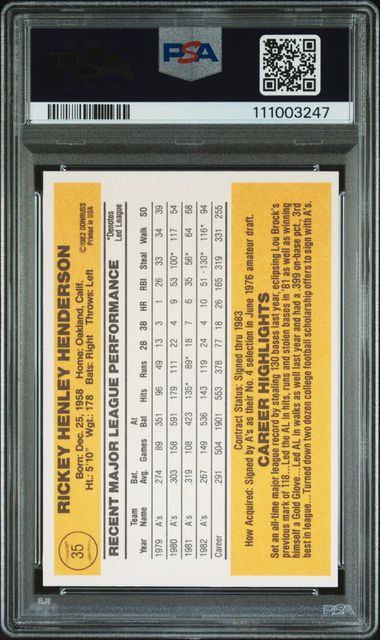 PSA
PSA
111003247
35
RICKEY HENLEY HENDERSON
Born: Dec. 25, 1958 Home: Oakland, Calif.
Ht.: 5'10" Wgt.: 178 Bats: Right Throws: Left
©1982 DONRUSS
Printed in USA
RECENT MAJOR LEAGUE PERFORMANCE
*Denotes
Led League
Team Bat. At
Year Name Avg. Games Bat Hits Runs 2B 3B HR RBI Steal Walk SO
1979 A's .274 89 351 96 49 13 3 1 26 33 34 39
1980 A's .303 158 591 179 111 22 4 9 53 100* 117 54
1981 A's .319 108 423 135* 89* 18 7 6 35 56* 64 68
1982 A's .267 149 536 143 119 24 4 10 51 130* 116* 94
Career .291 504 1901 553 378 77 18 26 165 319 331 255
Contract Status: Signed thru 1983
How Acquired: Signed by A's as their No. 4 selection in June 1976 amateur draft.
CAREER HIGHLIGHTS
Set an all-time major league record by stealing 130 bases last year, eclipsing Lou Brock's
previous mark of 118...Led the AL in hits, runs and stolen bases in '81 as well as winning
himself a Gold Glove...Led AL in walks as well last year and had a .399 on-base pct., 3rd
best in league...Turned down two dozen college football scholarship offers to sign with A's.
PSA